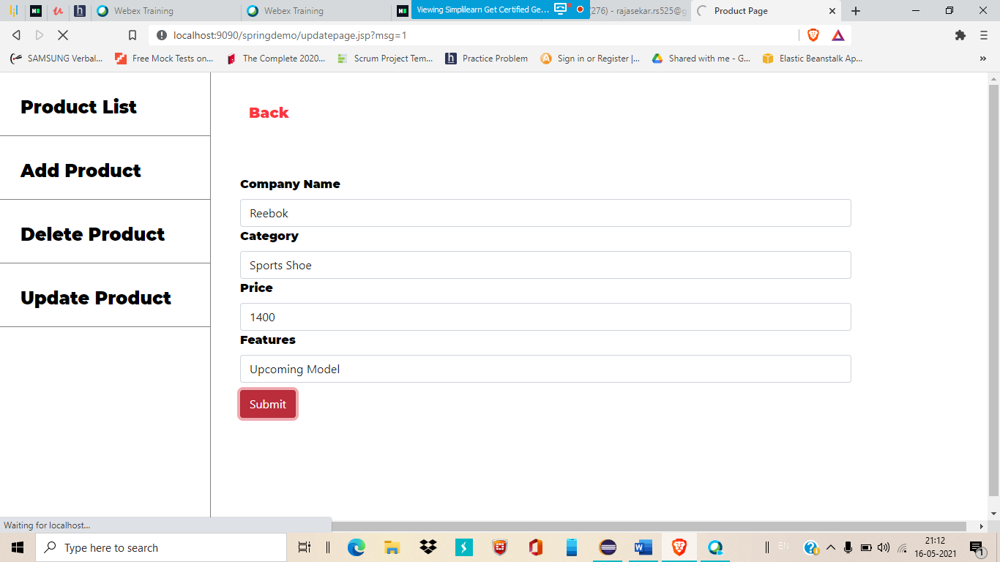 Webex Training
Webex Training
Viewing Simplilearn Get Certified Ge...
(276) - rajasekar.rs525@g
Product Page
localhost:9090/springdemo/updatepage.jsp?msg=1
SAMSUNG Verbal...
Free Mock Tests on...
The Complete 2020...
Scrum Project Tem...
Practice Problem
Sign in or Register |...
Shared with me - G...
Elastic Beanstalk Ap...
»
Product List
Add Product
Delete Product
Update Product
Back
Company Name
Reebok
Category
Sports Shoe
Price
1400
Features
Upcoming Model
Submit
Waiting for localhost...
Type here to search
EN
21:12
16-05-2021
1